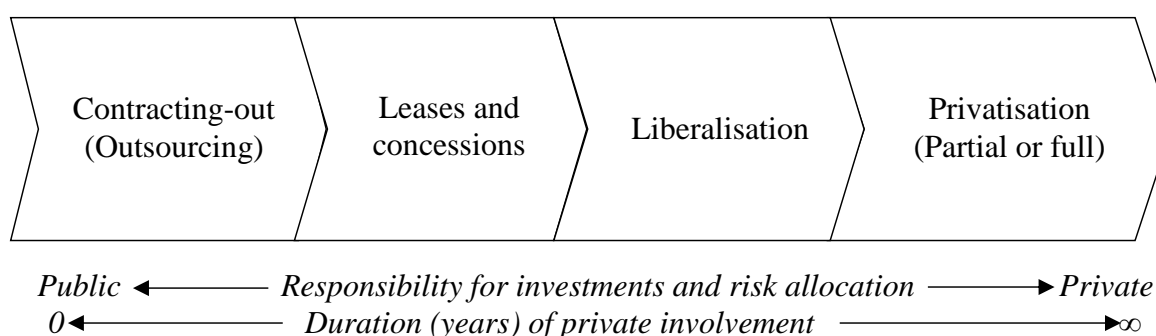 Contracting-out
(Outsourcing)
Leases and
concessions
Liberalisation
Privatisation
(Partial or full)
Public Responsibility for investments and risk allocation Private
0 Duration (years) of private involvement ∞